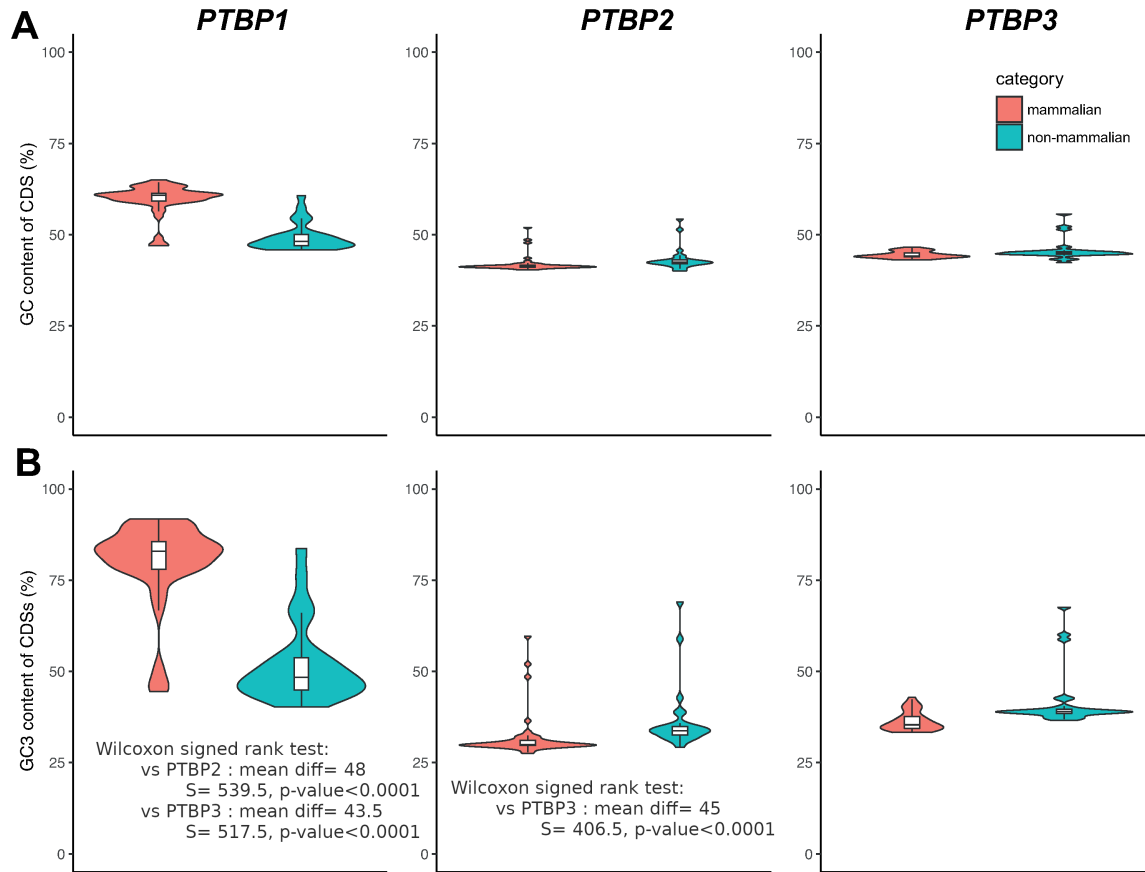 A
PTBP1
PTBP2
PTBP3
GC content of CDS (%)
100
75
50
25
0
100
75
50
25
0
100
75
50
25
0
category
mammalian
non-mammalian
B
GC3 content of CDSs (%)
100
75
50
25
0
Wilcoxon signed rank test:
vs PTBP2 : mean diff= 48
S= 539.5, p-value<0.0001
vs PTBP3 : mean diff= 43.5
S= 517.5, p-value<0.0001
100
75
50
25
0
Wilcoxon signed rank test:
vs PTBP3 : mean diff= 45
S= 406.5, p-value<0.0001
100
75
50
25
0